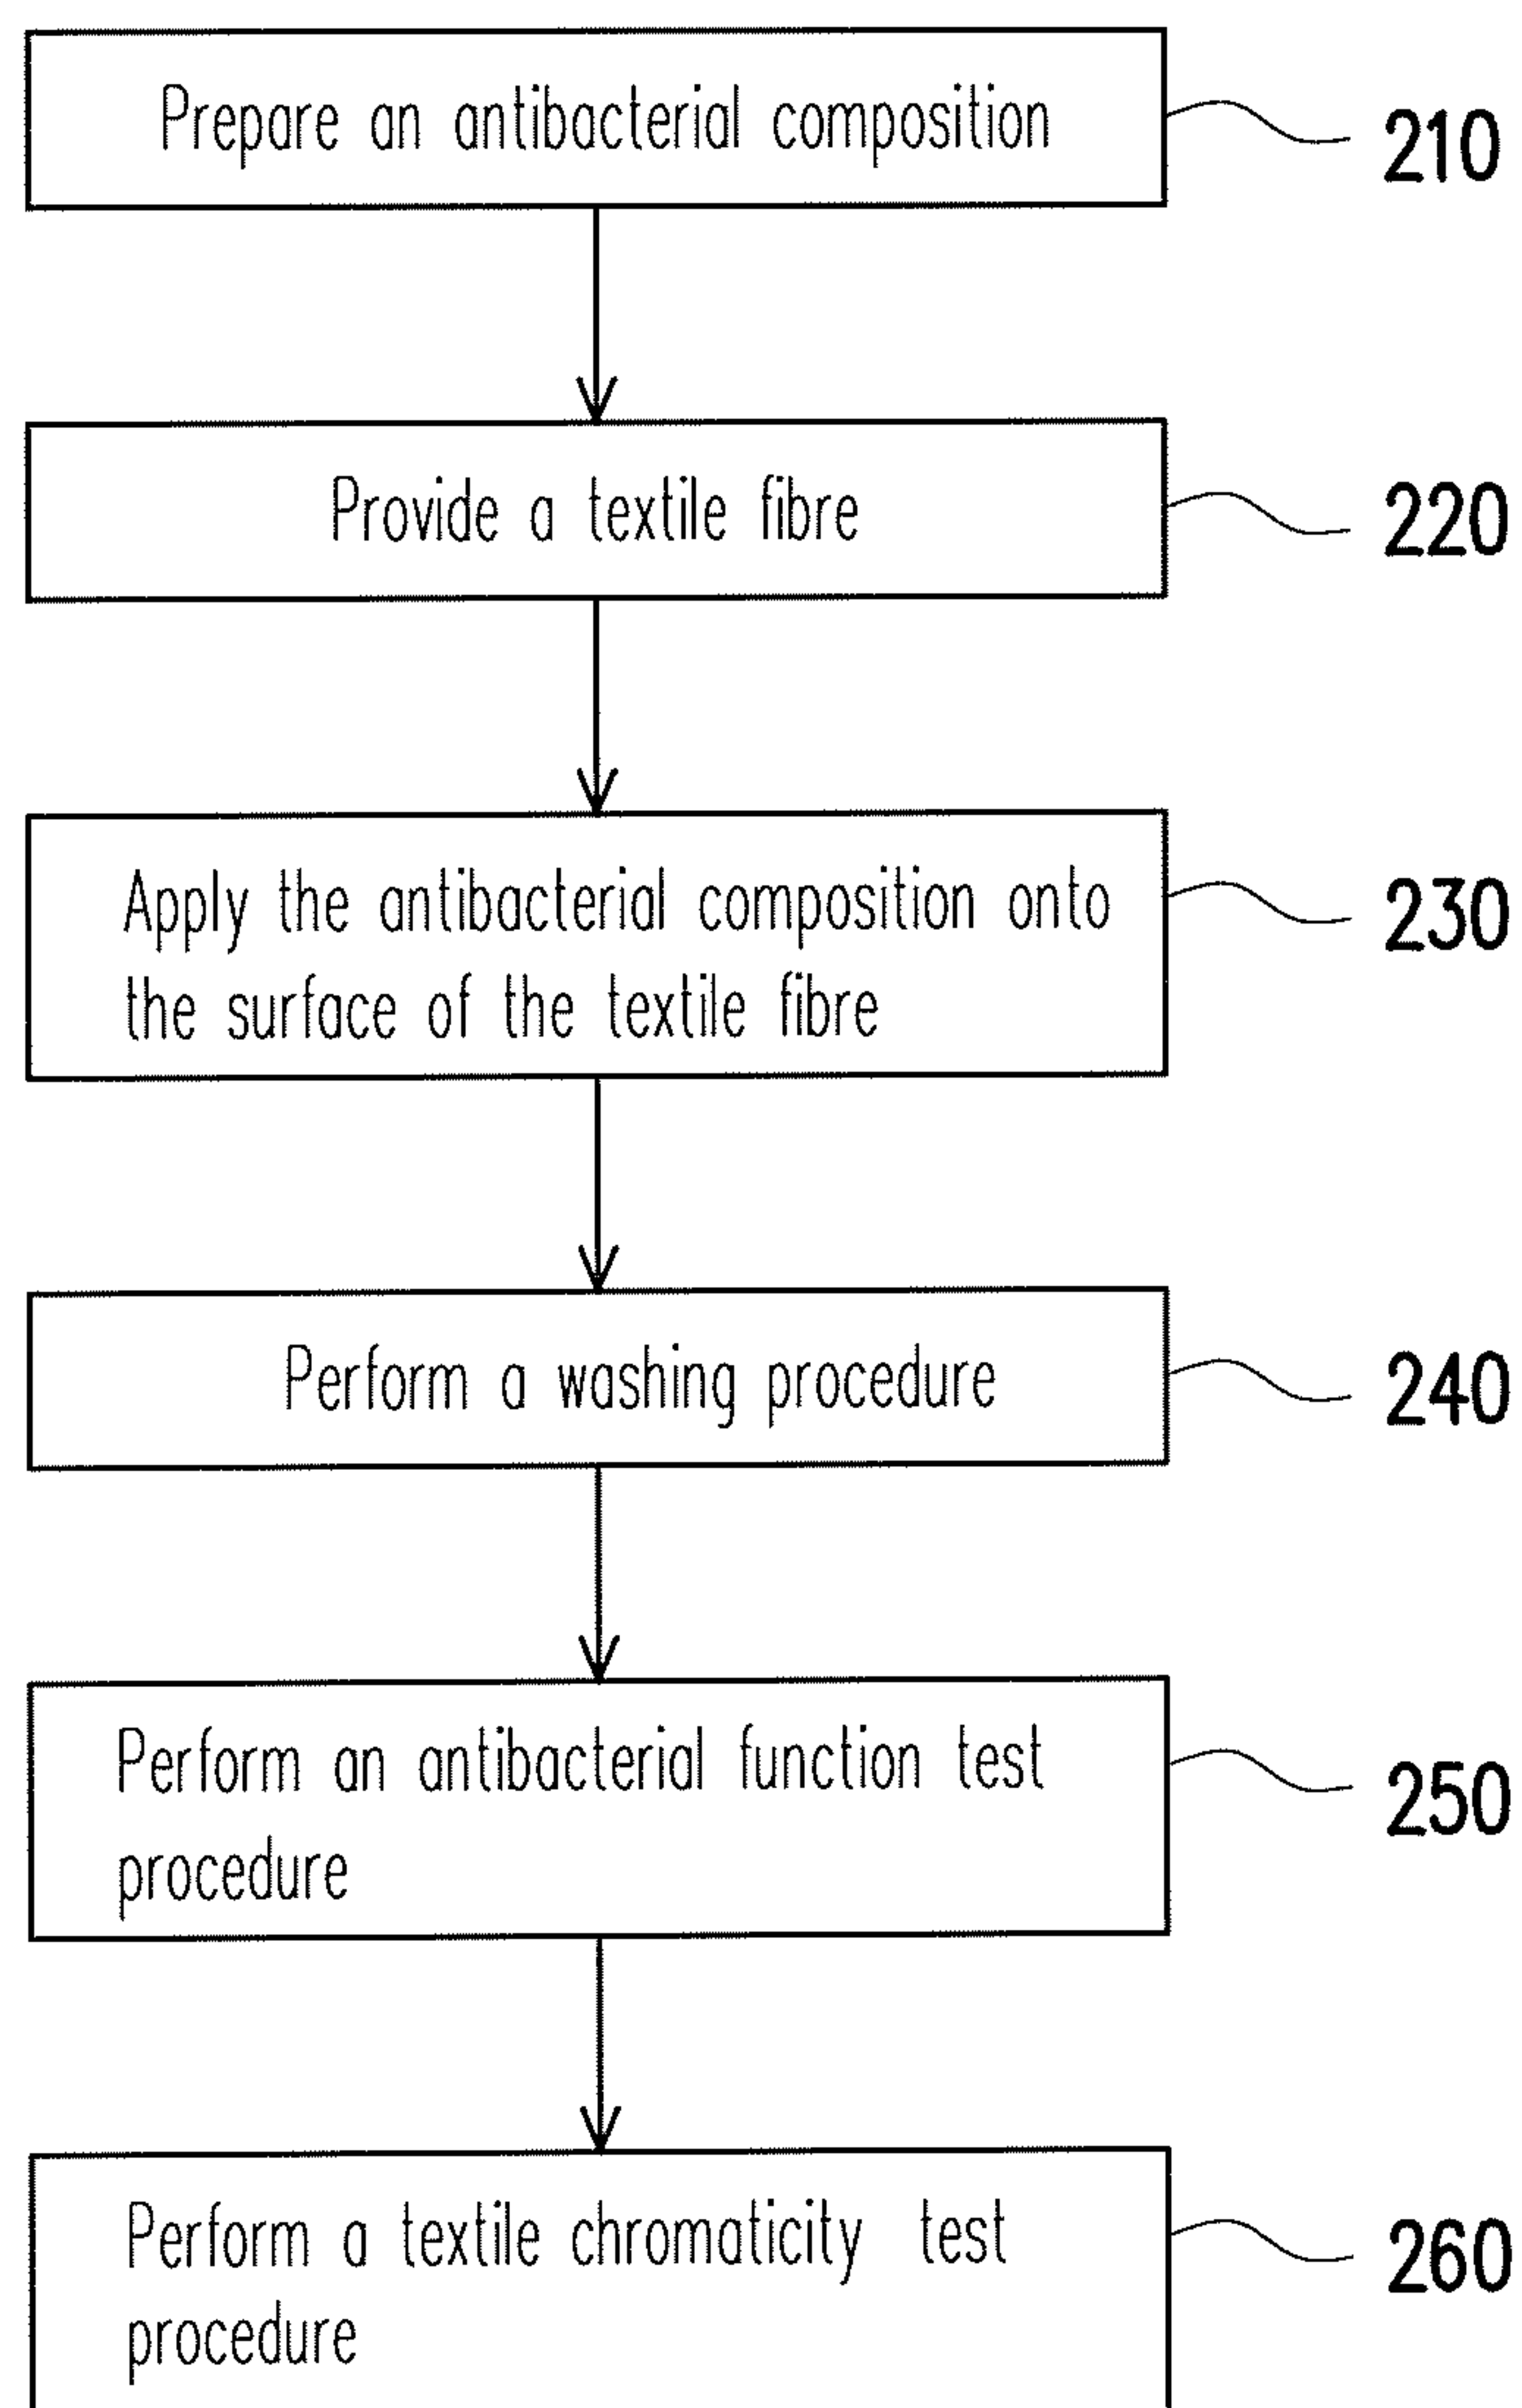 Prepare an antibacterial composition
210
Provide a textile fibre
220
Apply the antibacterial composition onto
the surface of the textile fibre
230
Perform a washing procedure
240
Perform an antibacterial function test
procedure
250
Perform a textile chromaticity test
procedure
260